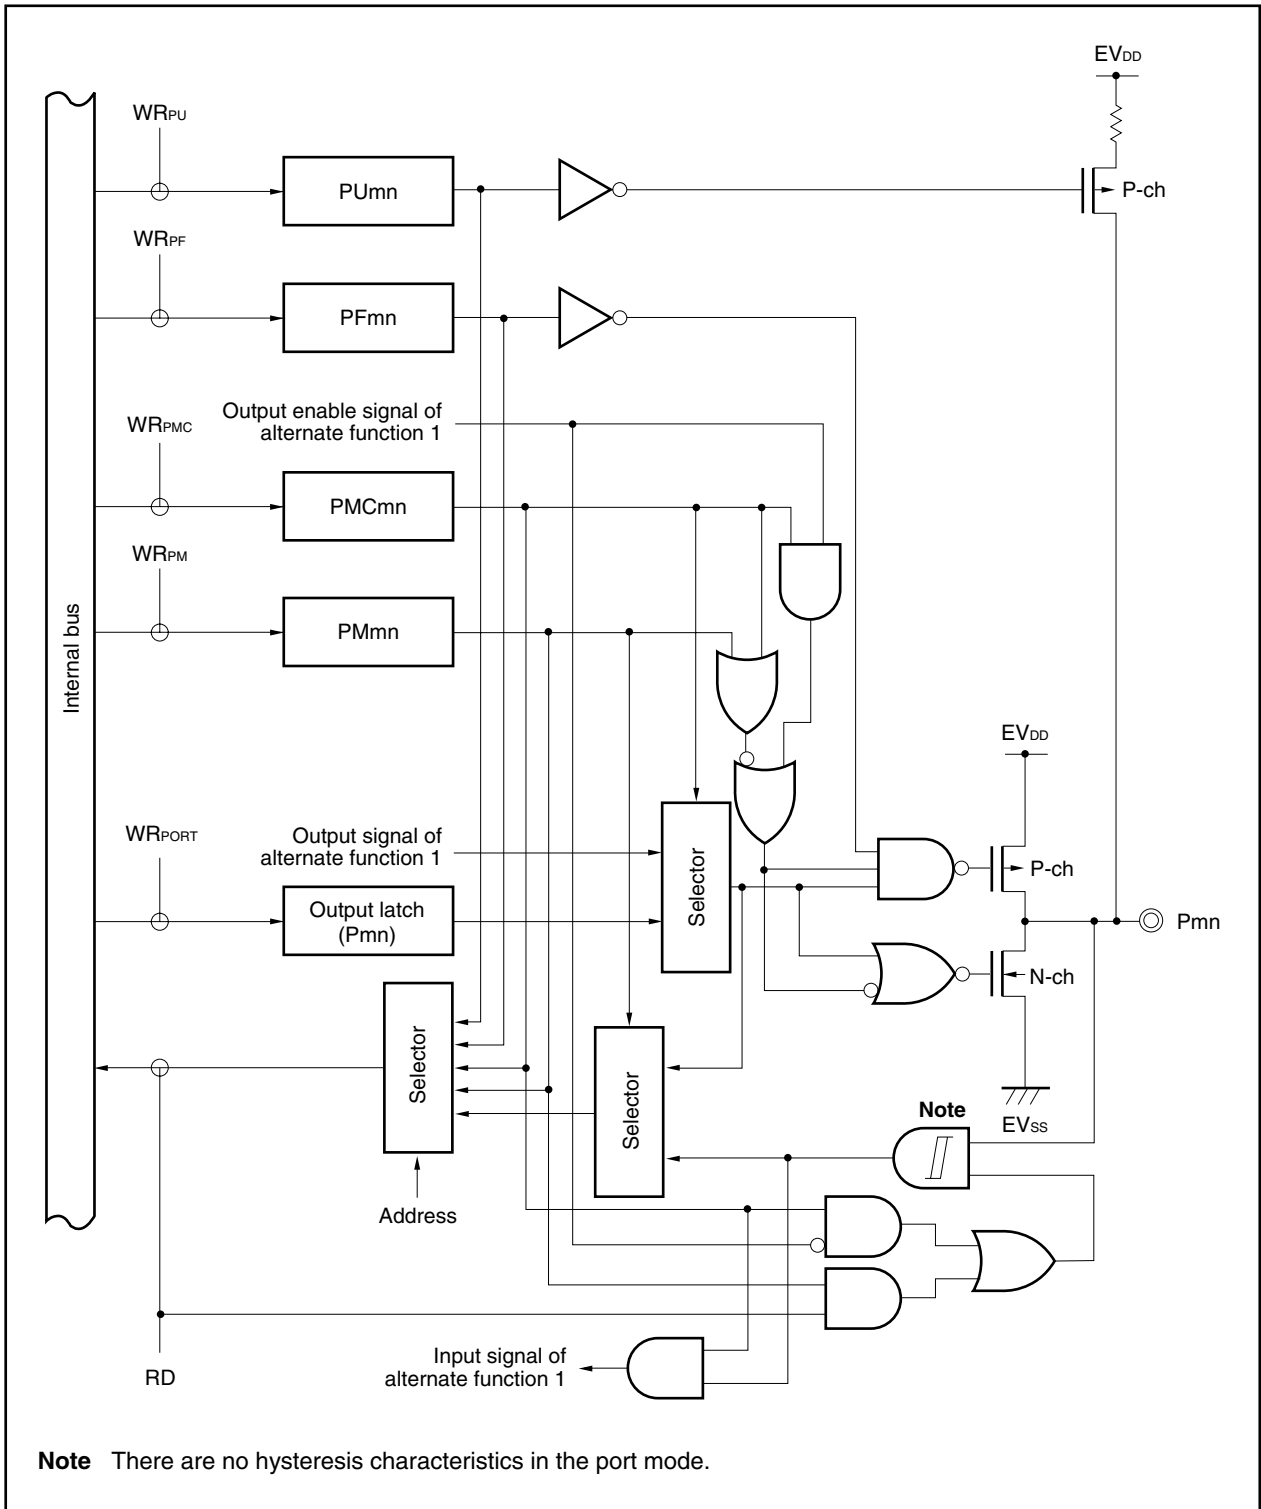 EVDD
WRPU
PUmn
P-ch
WRPF
PFmn
Output enable signal of
alternate function 1
WRPMC
PMCmn
WRPM
PMmn
Internal bus
EVDD
WRPORT
Output signal of
alternate function 1
Selector
P-ch
Output latch
(Pmn)
Pmn
N-ch
Selector
Selector
Note
EVSS
Address
Input signal of
alternate function 1
RD
Note There are no hysteresis characteristics in the port mode.